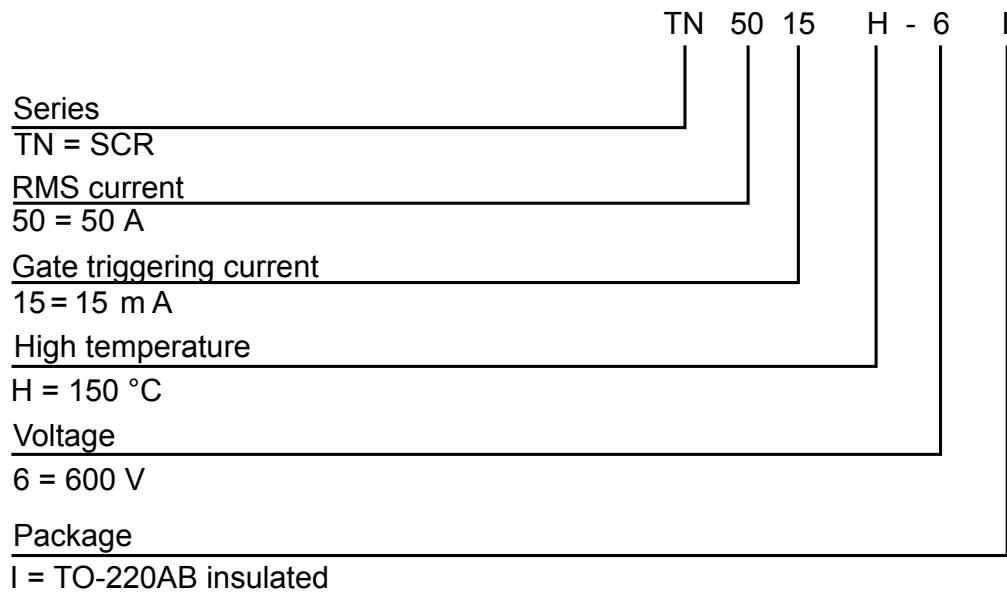 TN 50 15 H - 6 I
Series
TN = SCR
RMS current
50 = 50 A
Gate triggering current
15 = 15 m A
High temperature
H = 150 °C
Voltage
6 = 600 V
Package
I = TO-220AB insulated